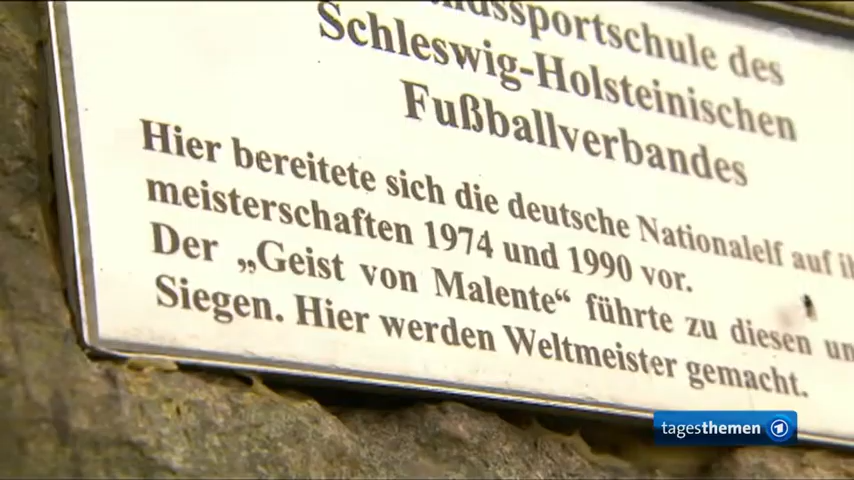 des
Schleswig-Holsteinischen
Fußballverbandes
Hier bereitete sich die deutsche Nationalelf auf
meisterschaften 1974 und 1990 vor.
Der „Geist von Malente“ führte zu diesen
Siegen. Hier werden Weltmeister gemacht.
tagesthemen